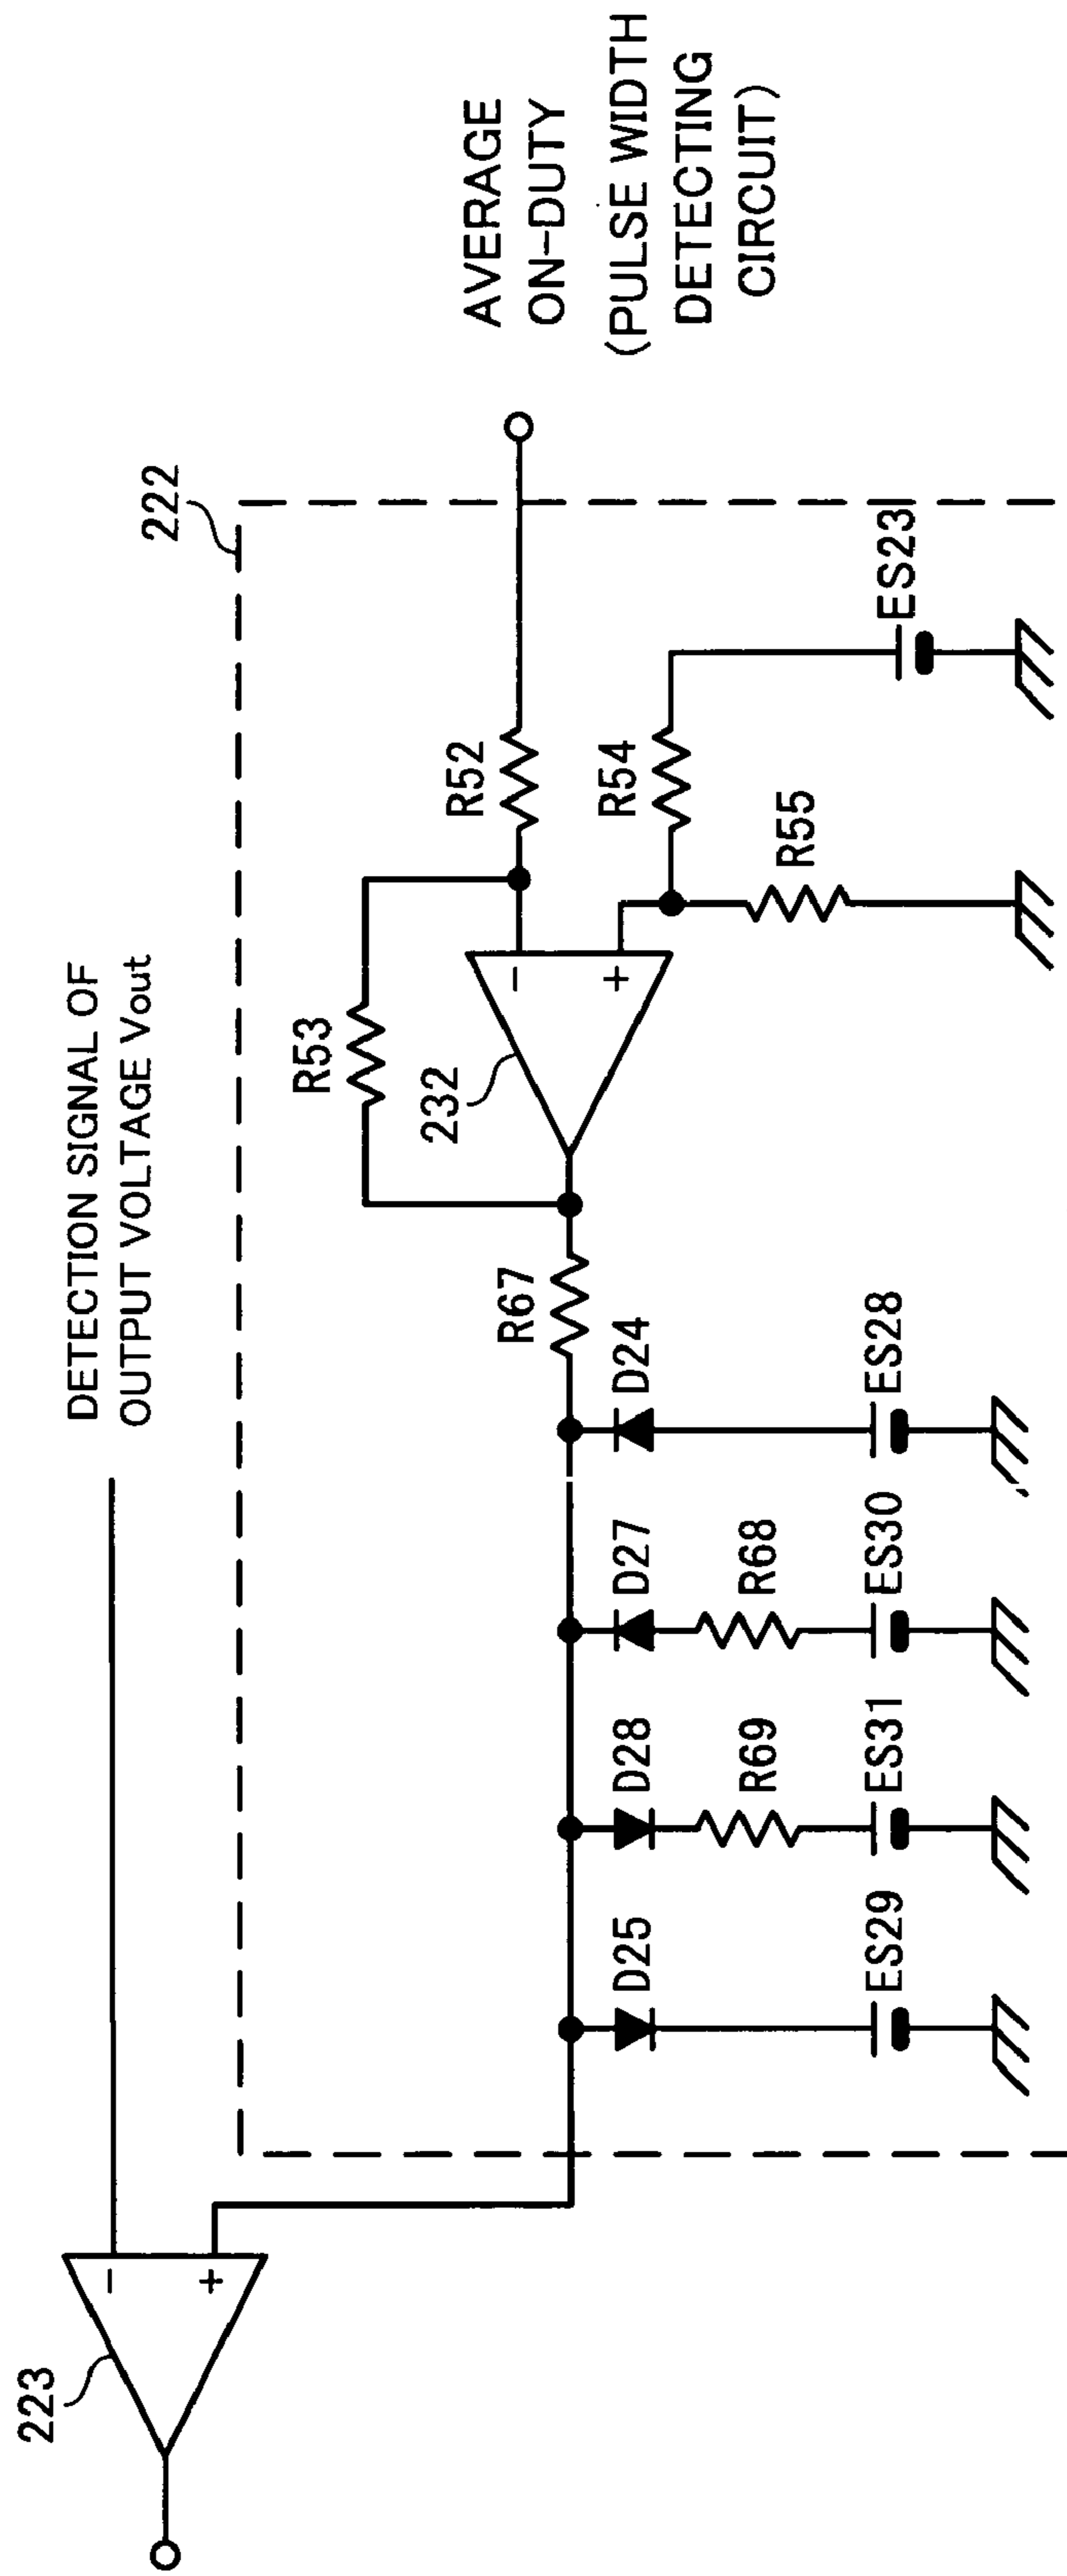 DETECTION SIGNAL OF
OUTPUT VOLTAGE Vout
223
-
+
222
R53
232
-
+
R52
AVERAGE
ON-DUTY
(PULSE WIDTH
DETECTING
CIRCUIT)
R67
R54
R55
ES23
D25
D28
D27
D24
R69
R68
ES29
ES31
ES30
ES28